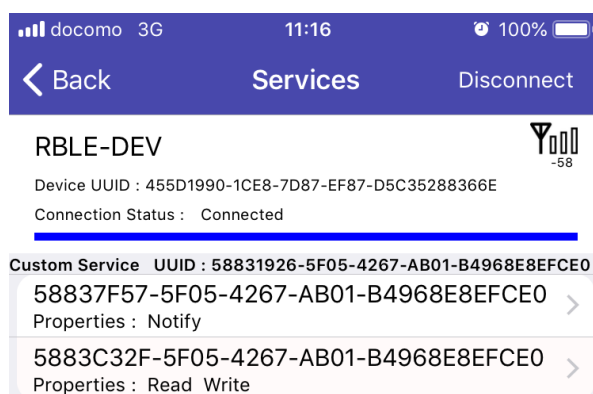 docomo 3G 11:16 100%
Back Services Disconnect
RBLE-DEV
-58
Device UUID : 455D1990-1CE8-7D87-EF87-D5C35288366E
Connection Status : Connected
Custom Service UUID : 58831926-5F05-4267-AB01-B4968E8EFCE0
58837F57-5F05-4267-AB01-B4968E8EFCE0
Properties : Notify
5883C32F-5F05-4267-AB01-B4968E8EFCE0
Properties : Read Write